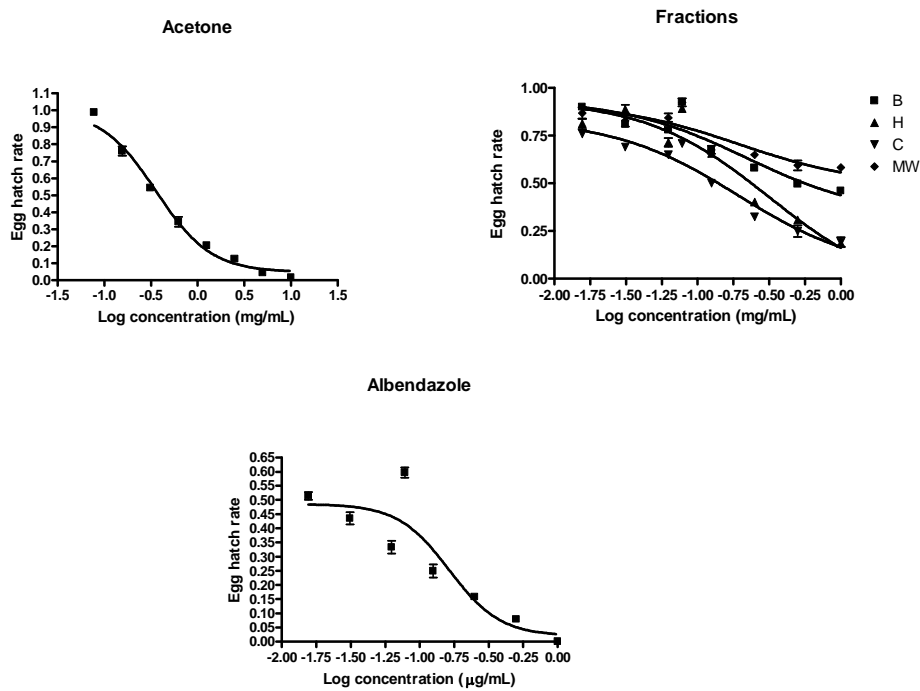 Acetone
1.1
1.0
0.9
0.8
0.7
0.6
0.5
0.4
0.3
0.2
0.1
0.0
Egg hatch rate
-1.5 -1.0 -0.5 0.0 0.5 1.0 1.5
Log concentration (mg/mL)
Fractions
1.00
0.75
0.50
0.25
0.00
Egg hatch rate
-2.00 -1.75 -1.50 -1.25 -1.00 -0.75 -0.50 -0.25 0.00
Log concentration (mg/mL)
B
H
C
MW
Albendazole
0.65
0.60
0.55
0.50
0.45
0.40
0.35
0.30
0.25
0.20
0.15
0.10
0.05
0.00
Egg hatch rate
-2.00 -1.75 -1.50 -1.25 -1.00 -0.75 -0.50 -0.25 0.00
Log concentration (μg/mL)